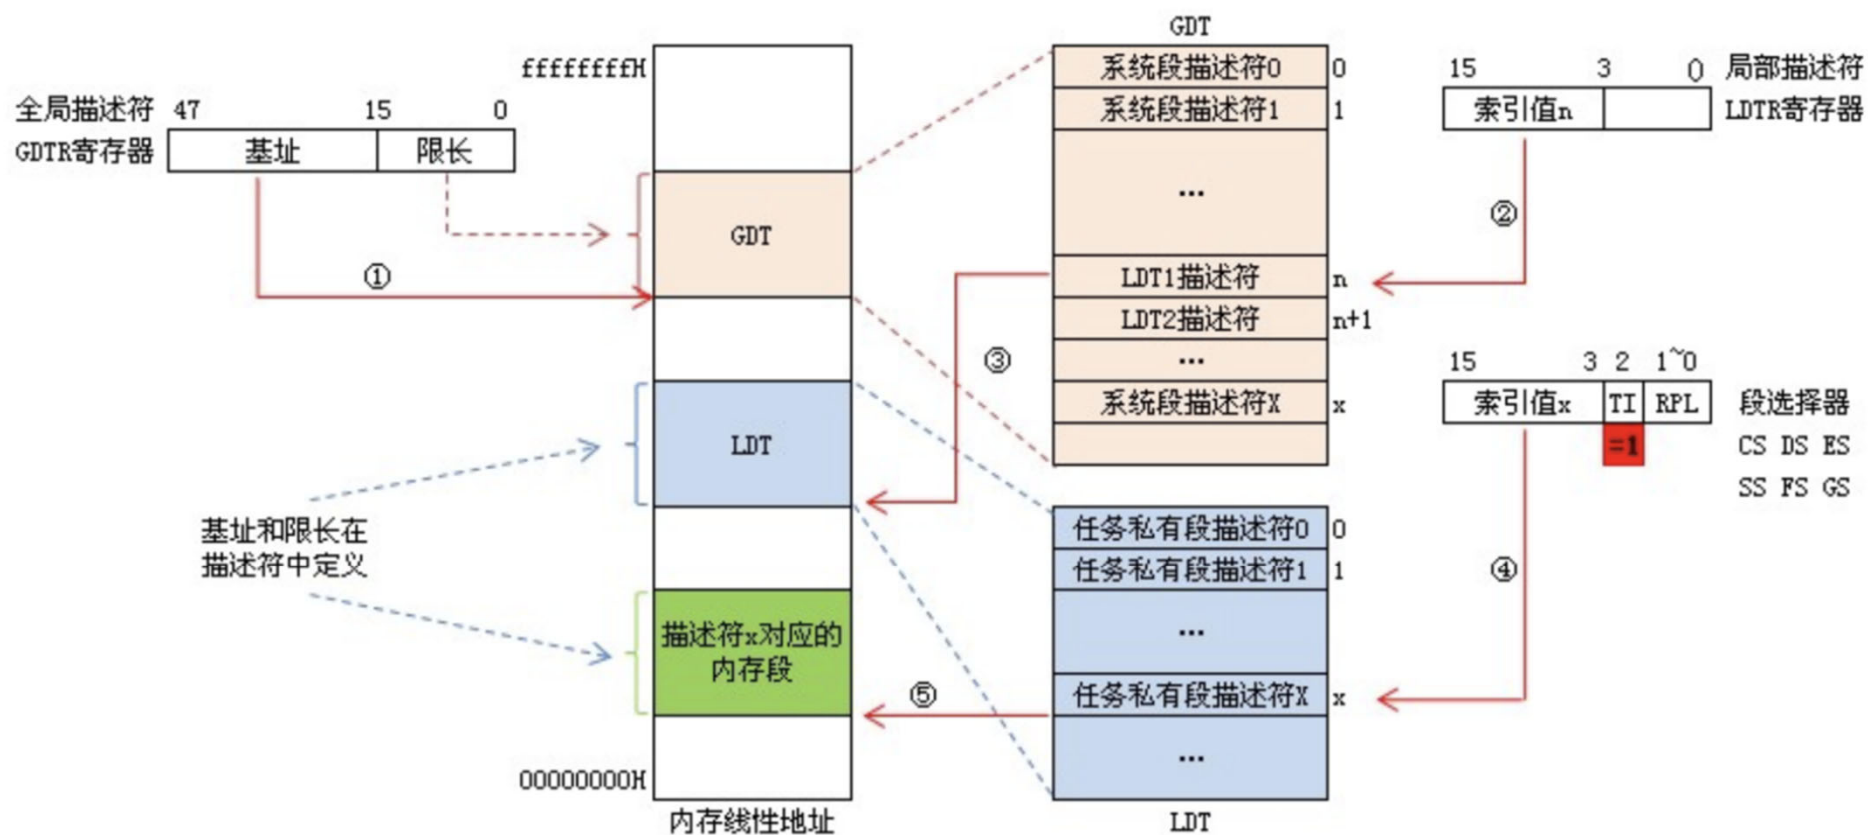 全局描述符
GDTR寄存器
47 15 0
基址 限长
①
ffffffffH
GDT
LDT
描述符x对应的
内存段
00000000H
内存线性地址
基址和限长在
描述符中定义
GDT
系统段描述符0 0
系统段描述符1 1
…
LDT1描述符 n
LDT2描述符 n+1
…
系统段描述符X x
③
15 3 0 局部描述符
索引值n LDTR寄存器
②
15 3 2 1~0
索引值x TI RPL 段选择器
=1 CS DS ES
SS FS GS
④
任务私有段描述符0 0
任务私有段描述符1 1
…
任务私有段描述符X x
…
LDT
⑤